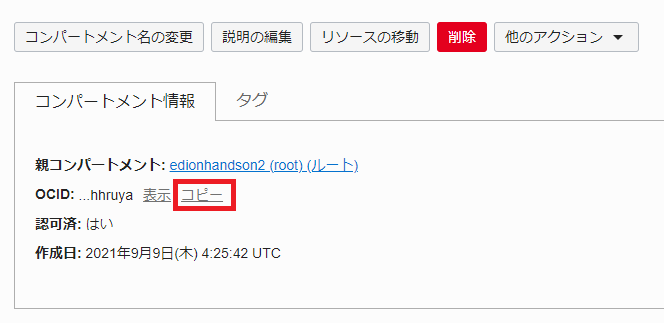 コンパートメント名の変更 説明の編集 リソースの移動 削除 他のアクション
コンパートメント情報 タグ
親コンパートメント: edionhandson2 (root) (ルート)
OCID: ...hhruya 表示 コピー
認可済: はい
作成日: 2021年9月9日(木) 4:25:42 UTC